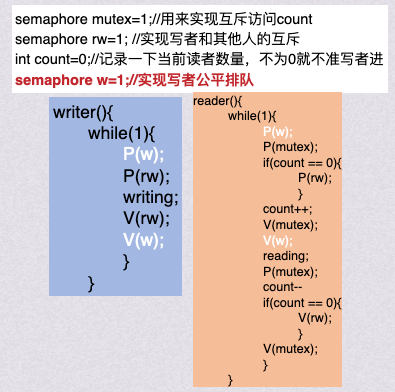 semaphore mutex=1;//用来实现互斥访问count
semaphore rw=1; //实现写者和其他人的互斥
int count=0;//记录一下当前读者数量，不为0就不准写者进
semaphore w=1;//实现写者公平排队
writer(){
while(1){
P(w);
P(rw);
writing;
V(rw);
V(w);
}
}
reader(){
while(1){
P(w);
P(mutex);
if(count == 0){
P(rw);
}
count++;
V(mutex);
V(w);
reading;
P(mutex);
count--
if(count == 0){
V(rw);
}
V(mutex);
}
}